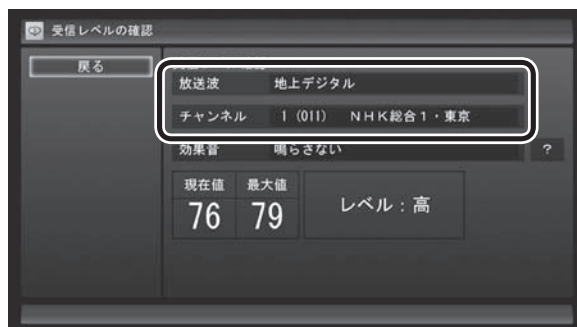 受信レベルの確認
戻る
放送波 地上デジタル
チャンネル 1 (011) NHK総合1・東京
効果音 鳴らさない ?
現在値 最大値
76 79 レベル：高